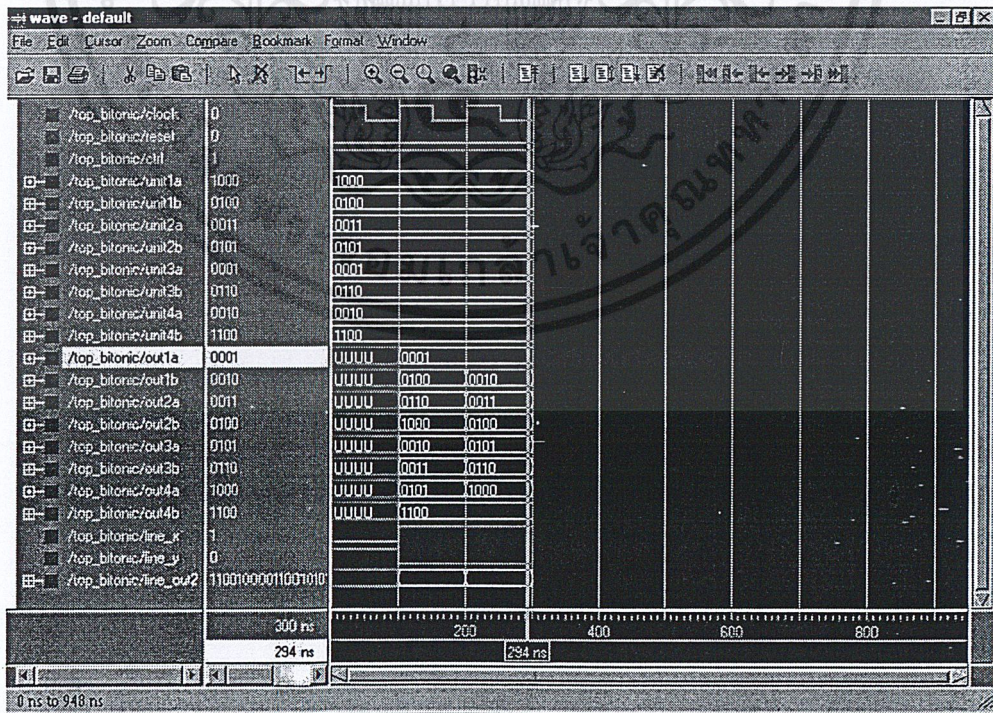 wave - default
File Edit Cursor Zoom Compare Bookmark Format Window
/top_bitonic/clock 0
/top_bitonic/reset 0
/top_bitonic/ctrl 1
/top_bitonic/unit1a 1000 1000
/top_bitonic/unit1b 0100 0100
/top_bitonic/unit2a 0011 0011
/top_bitonic/unit2b 0101 0101
/top_bitonic/unit3a 0001 0001
/top_bitonic/unit3b 0110 0110
/top_bitonic/unit4a 0010 0010
/top_bitonic/unit4b 1100 1100
/top_bitonic/out1a 0001 UUUU 0001
/top_bitonic/out1b 0010 UUUU 0100 0010
/top_bitonic/out2a 0011 UUUU 0110 0011
/top_bitonic/out2b 0100 UUUU 1000 0100
/top_bitonic/out3a 0101 UUUU 0010 0101
/top_bitonic/out3b 0110 UUUU 0011 0110
/top_bitonic/out4a 1000 UUUU 0101 1000
/top_bitonic/out4b 1100 UUUU 1100
/top_bitonic/line_x 1
/top_bitonic/line_y 0
/top_bitonic/line_out2 11001000011001010
300 ns 200 400 600 800
294 ns 294 ns
0 ns to 948 ns